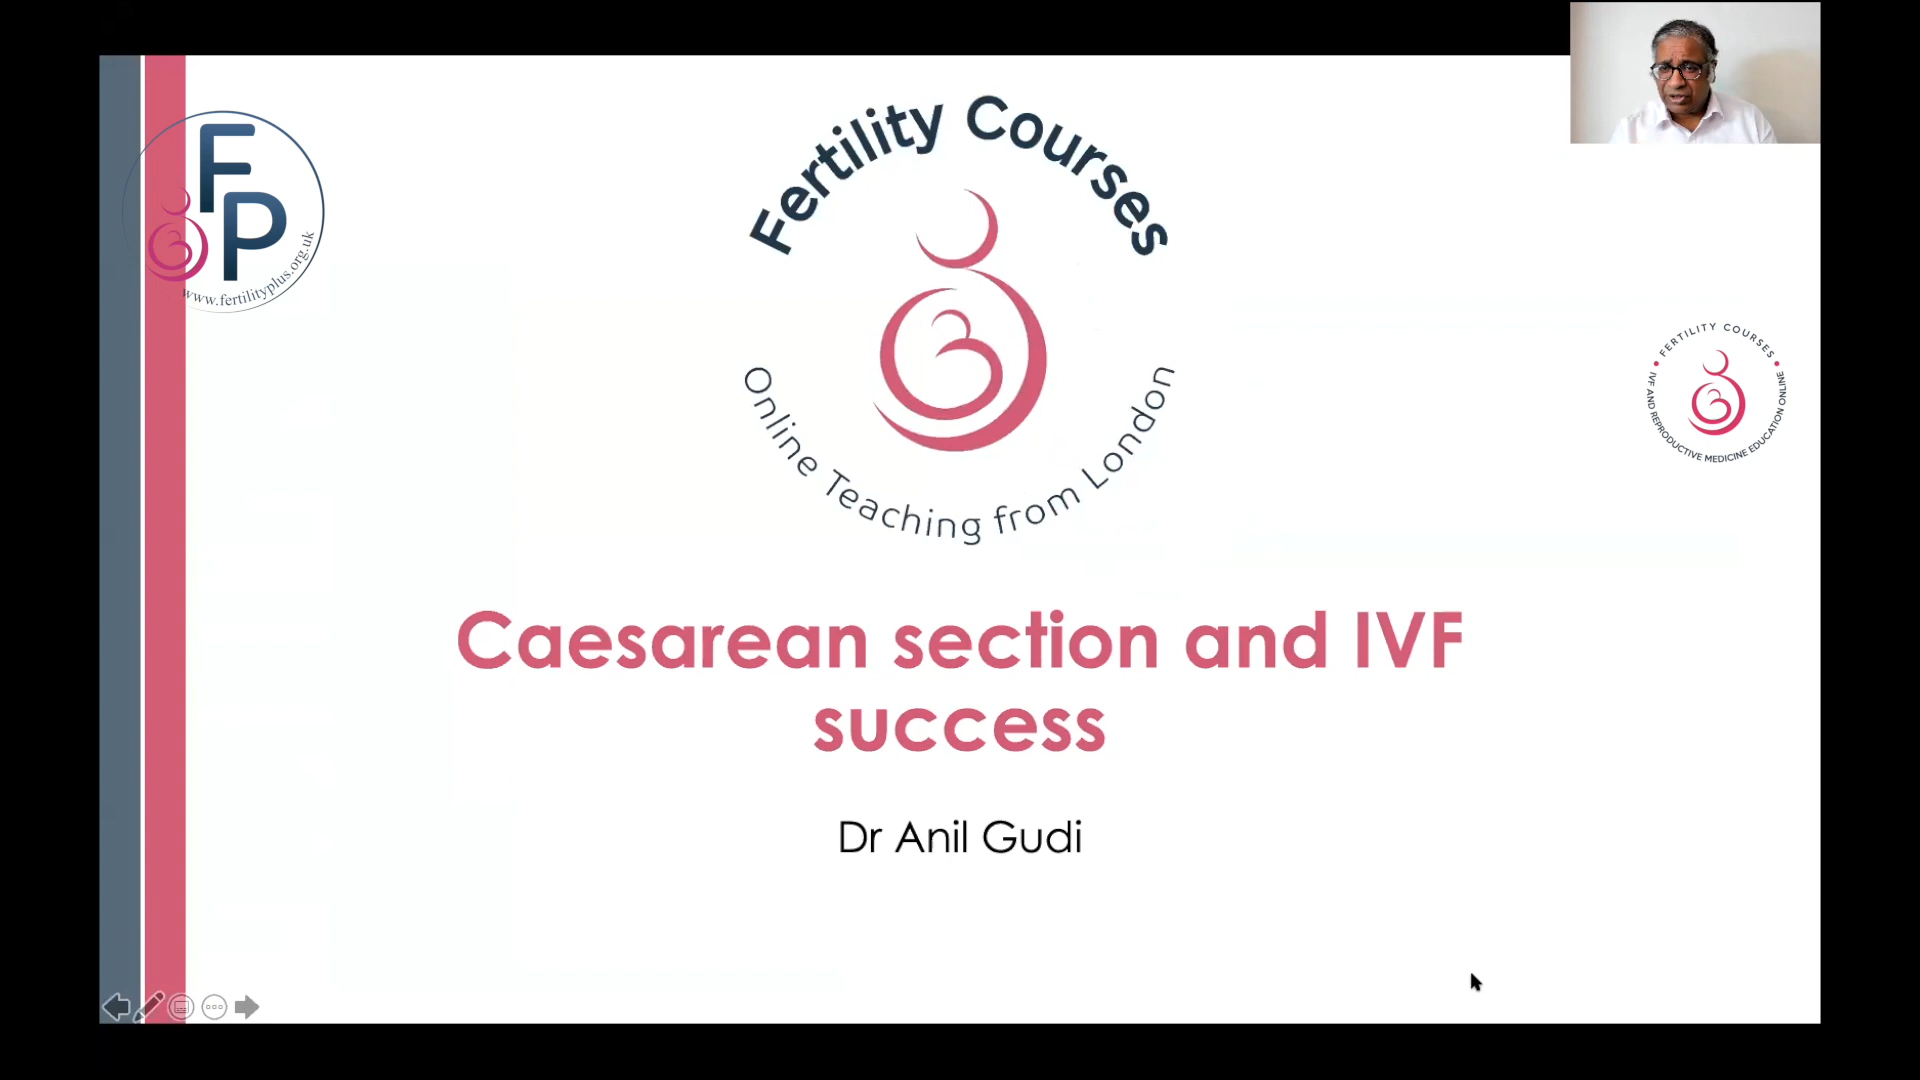 FP
www.fertilityplus.org.uk
Fertility Courses
Online Teaching from London
FERTILITY COURSES
IVF AND REPRODUCTIVE MEDICINE EDUCATION ONLINE
Caesarean section and IVF
success
Dr Anil Gudi